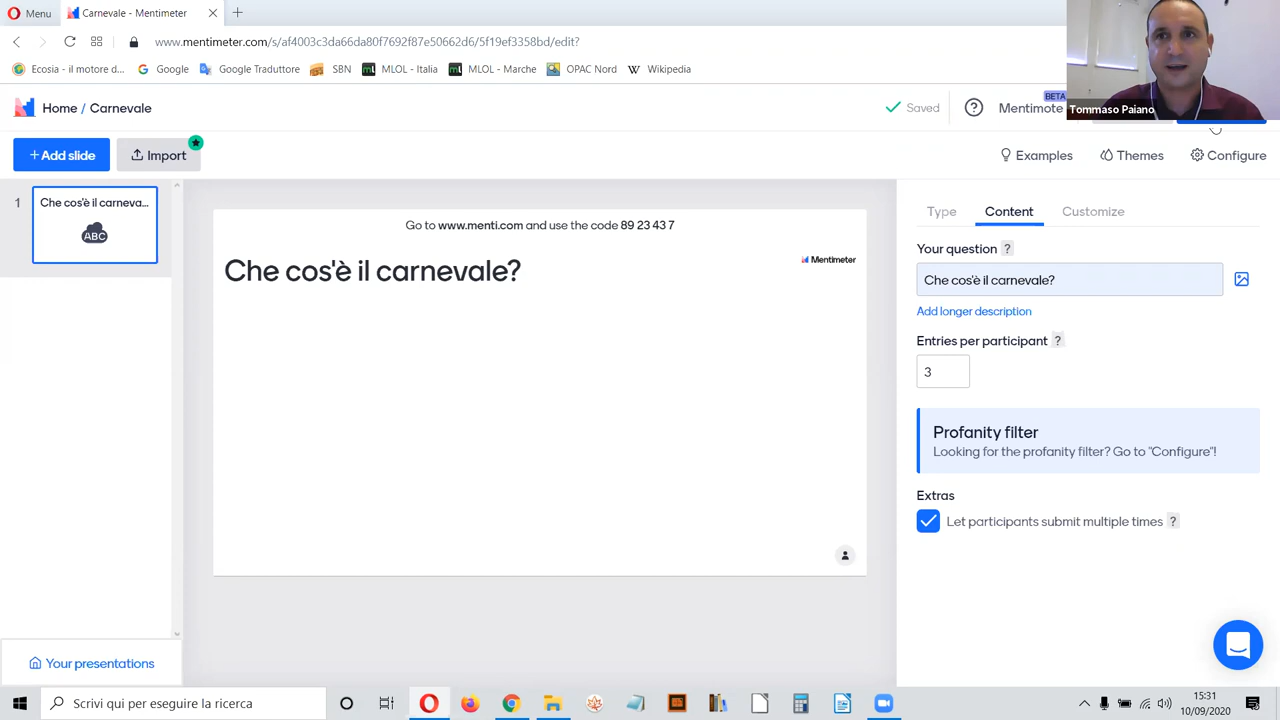 Menu
Carnevale - Mentimeter
www.mentimeter.com/s/af4003c3da66da80f7692f87e50662d6/5f19ef3358bd/edit?
Ecosia - il motore d...
Google
Google Traduttore
SBN
MLOL - Italia
MLOL - Marche
OPAC Nord
Wikipedia
Tommaso Paiano
Home / Carnevale
Saved
Mentimote
BETA
+ Add slide
Import
Examples
Themes
Configure
1
Che cos'è il carneva...
ABC
Go to www.menti.com and use the code 89 23 43 7
Che cos'è il carnevale?
Mentimeter
Type
Content
Customize
Your question ?
Che cos'è il carnevale?
Add longer description
Entries per participant ?
3
Profanity filter
Looking for the profanity filter? Go to "Configure"!
Extras
Let participants submit multiple times ?
Your presentations
Scrivi qui per eseguire la ricerca
15:31
10/09/2020